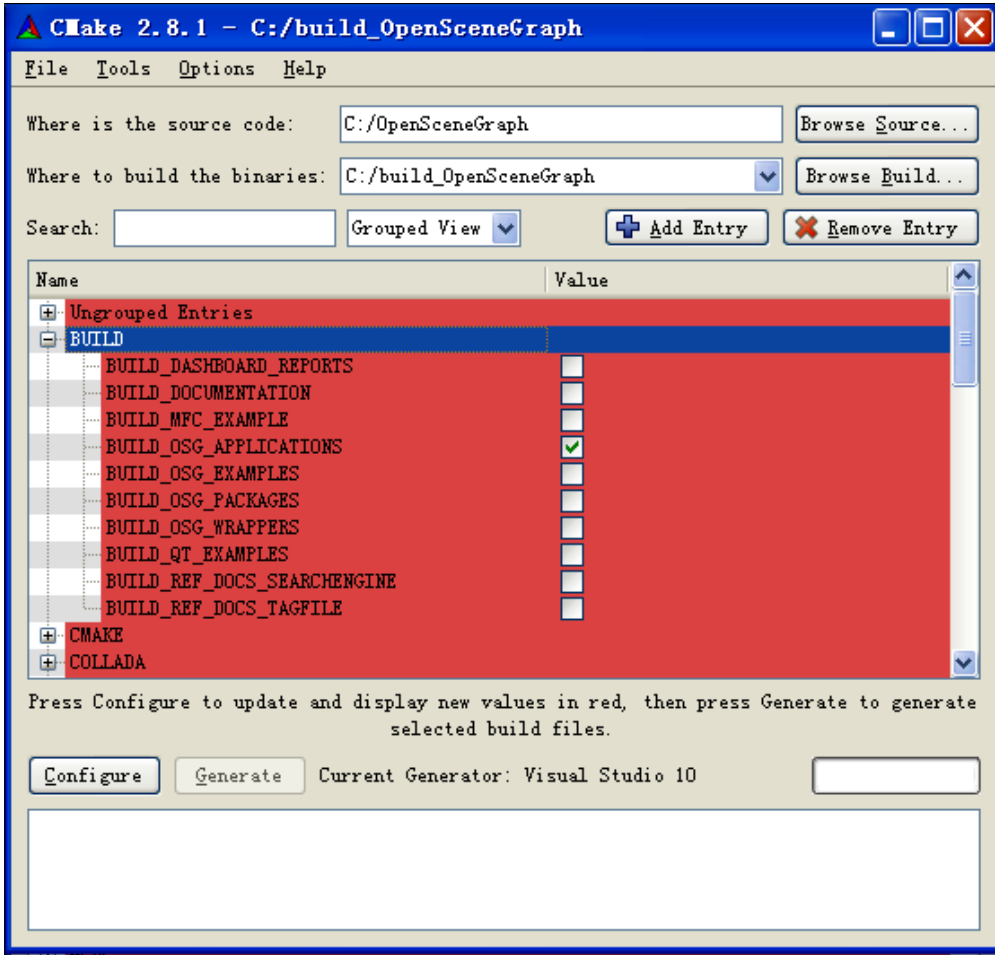 CMake 2.8.1 - C:/build_OpenSceneGraph
File Tools Options Help
Where is the source code: C:/OpenSceneGraph Browse Source...
Where to build the binaries: C:/build_OpenSceneGraph Browse Build...
Search: Grouped View Add Entry Remove Entry
Name Value
Ungrouped Entries
BUILD
BUILD_DASHBOARD_REPORTS
BUILD_DOCUMENTATION
BUILD_MFC_EXAMPLE
BUILD_OSG_APPLICATIONS
BUILD_OSG_EXAMPLES
BUILD_OSG_PACKAGES
BUILD_OSG_WRAPPERS
BUILD_QT_EXAMPLES
BUILD_REF_DOCS_SEARCHENGINE
BUILD_REF_DOCS_TAGFILE
CMAKE
COLLADA
Press Configure to update and display new values in red, then press Generate to generate
selected build files.
Configure Generate Current Generator: Visual Studio 10